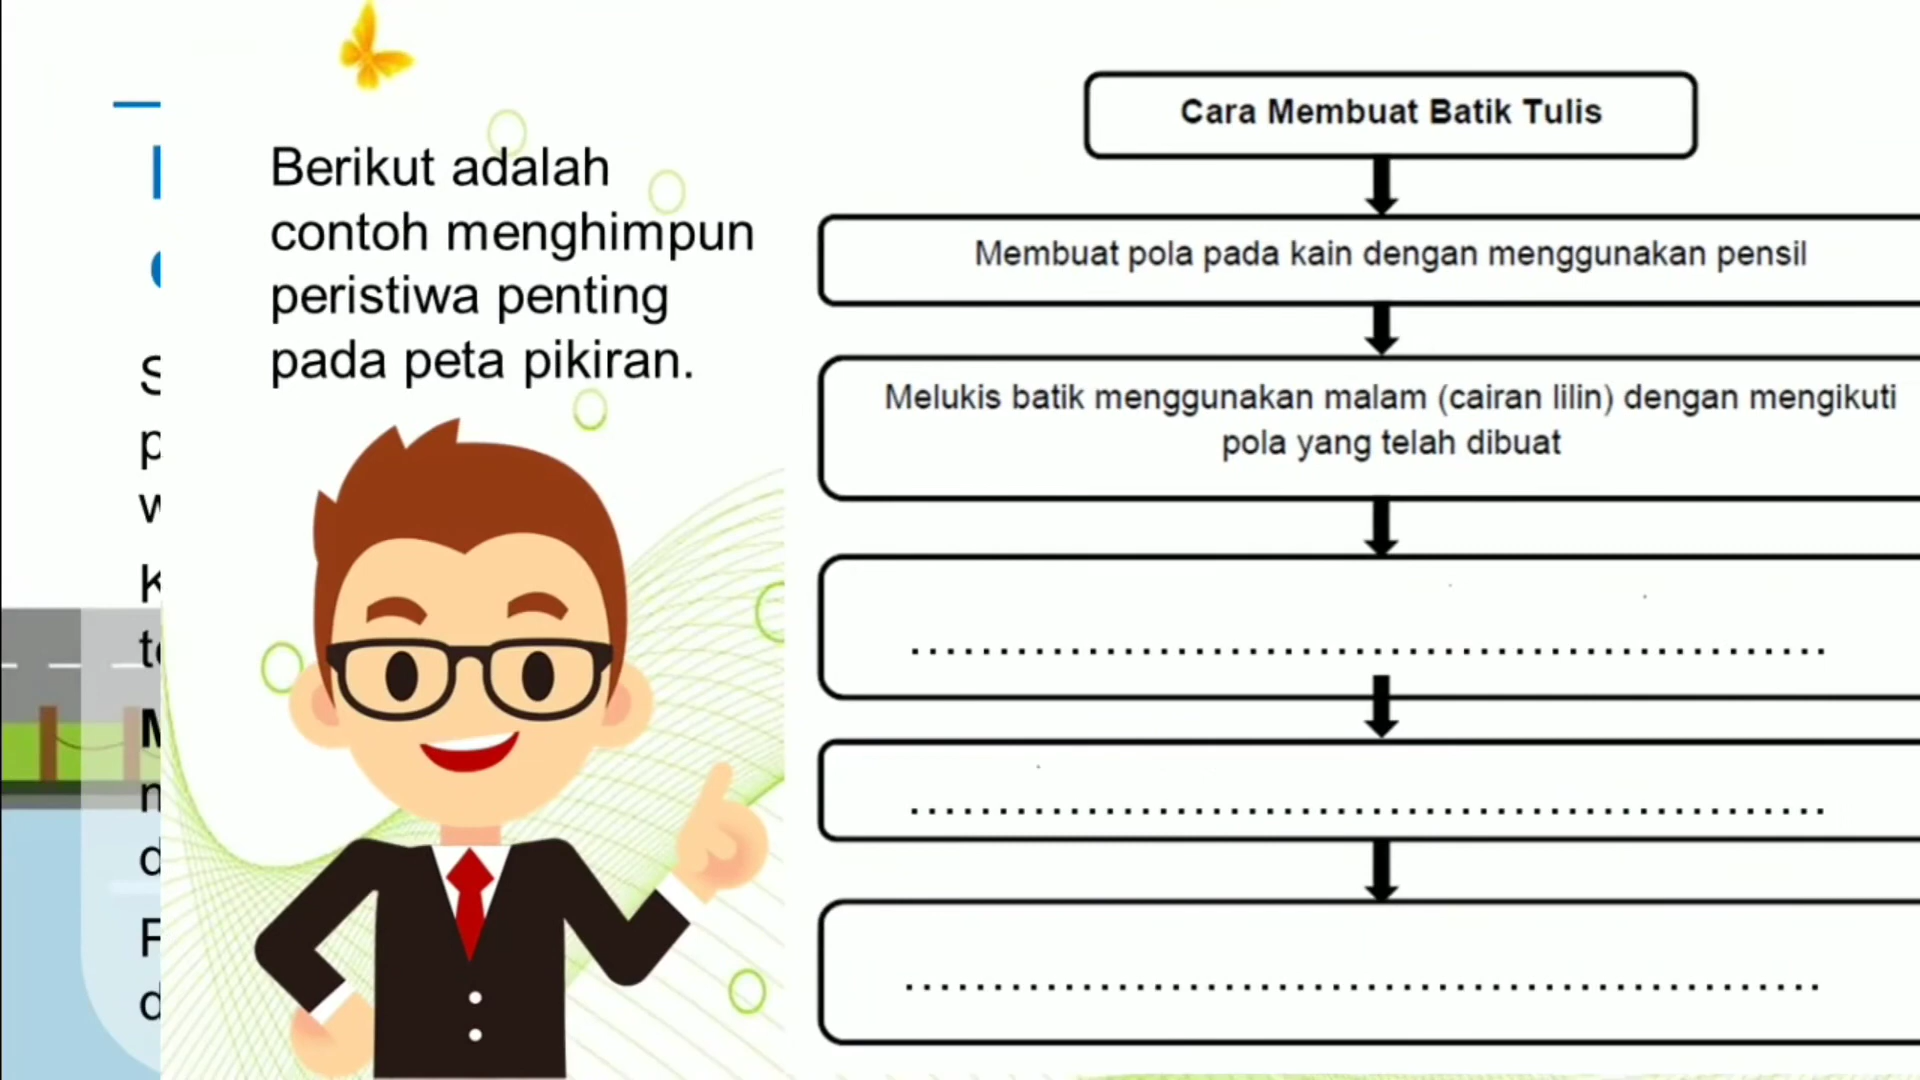 Berikut adalah
contoh menghimpun
peristiwa penting
pada peta pikiran.
Cara Membuat Batik Tulis
Membuat pola pada kain dengan menggunakan pensil
Melukis batik menggunakan malam (cairan lilin) dengan mengikuti
pola yang telah dibuat